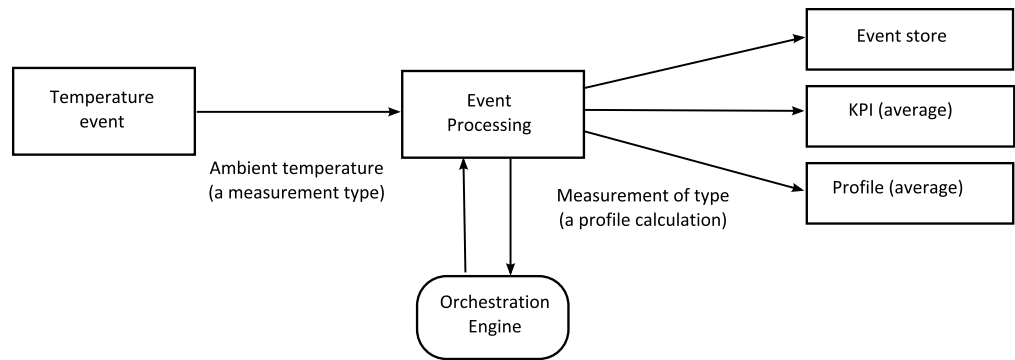 Temperature
event
Ambient temperature
(a measurement type)
Event
Processing
Measurement of type
(a profile calculation)
Event store
KPI (average)
Profile (average)
Orchestration
Engine